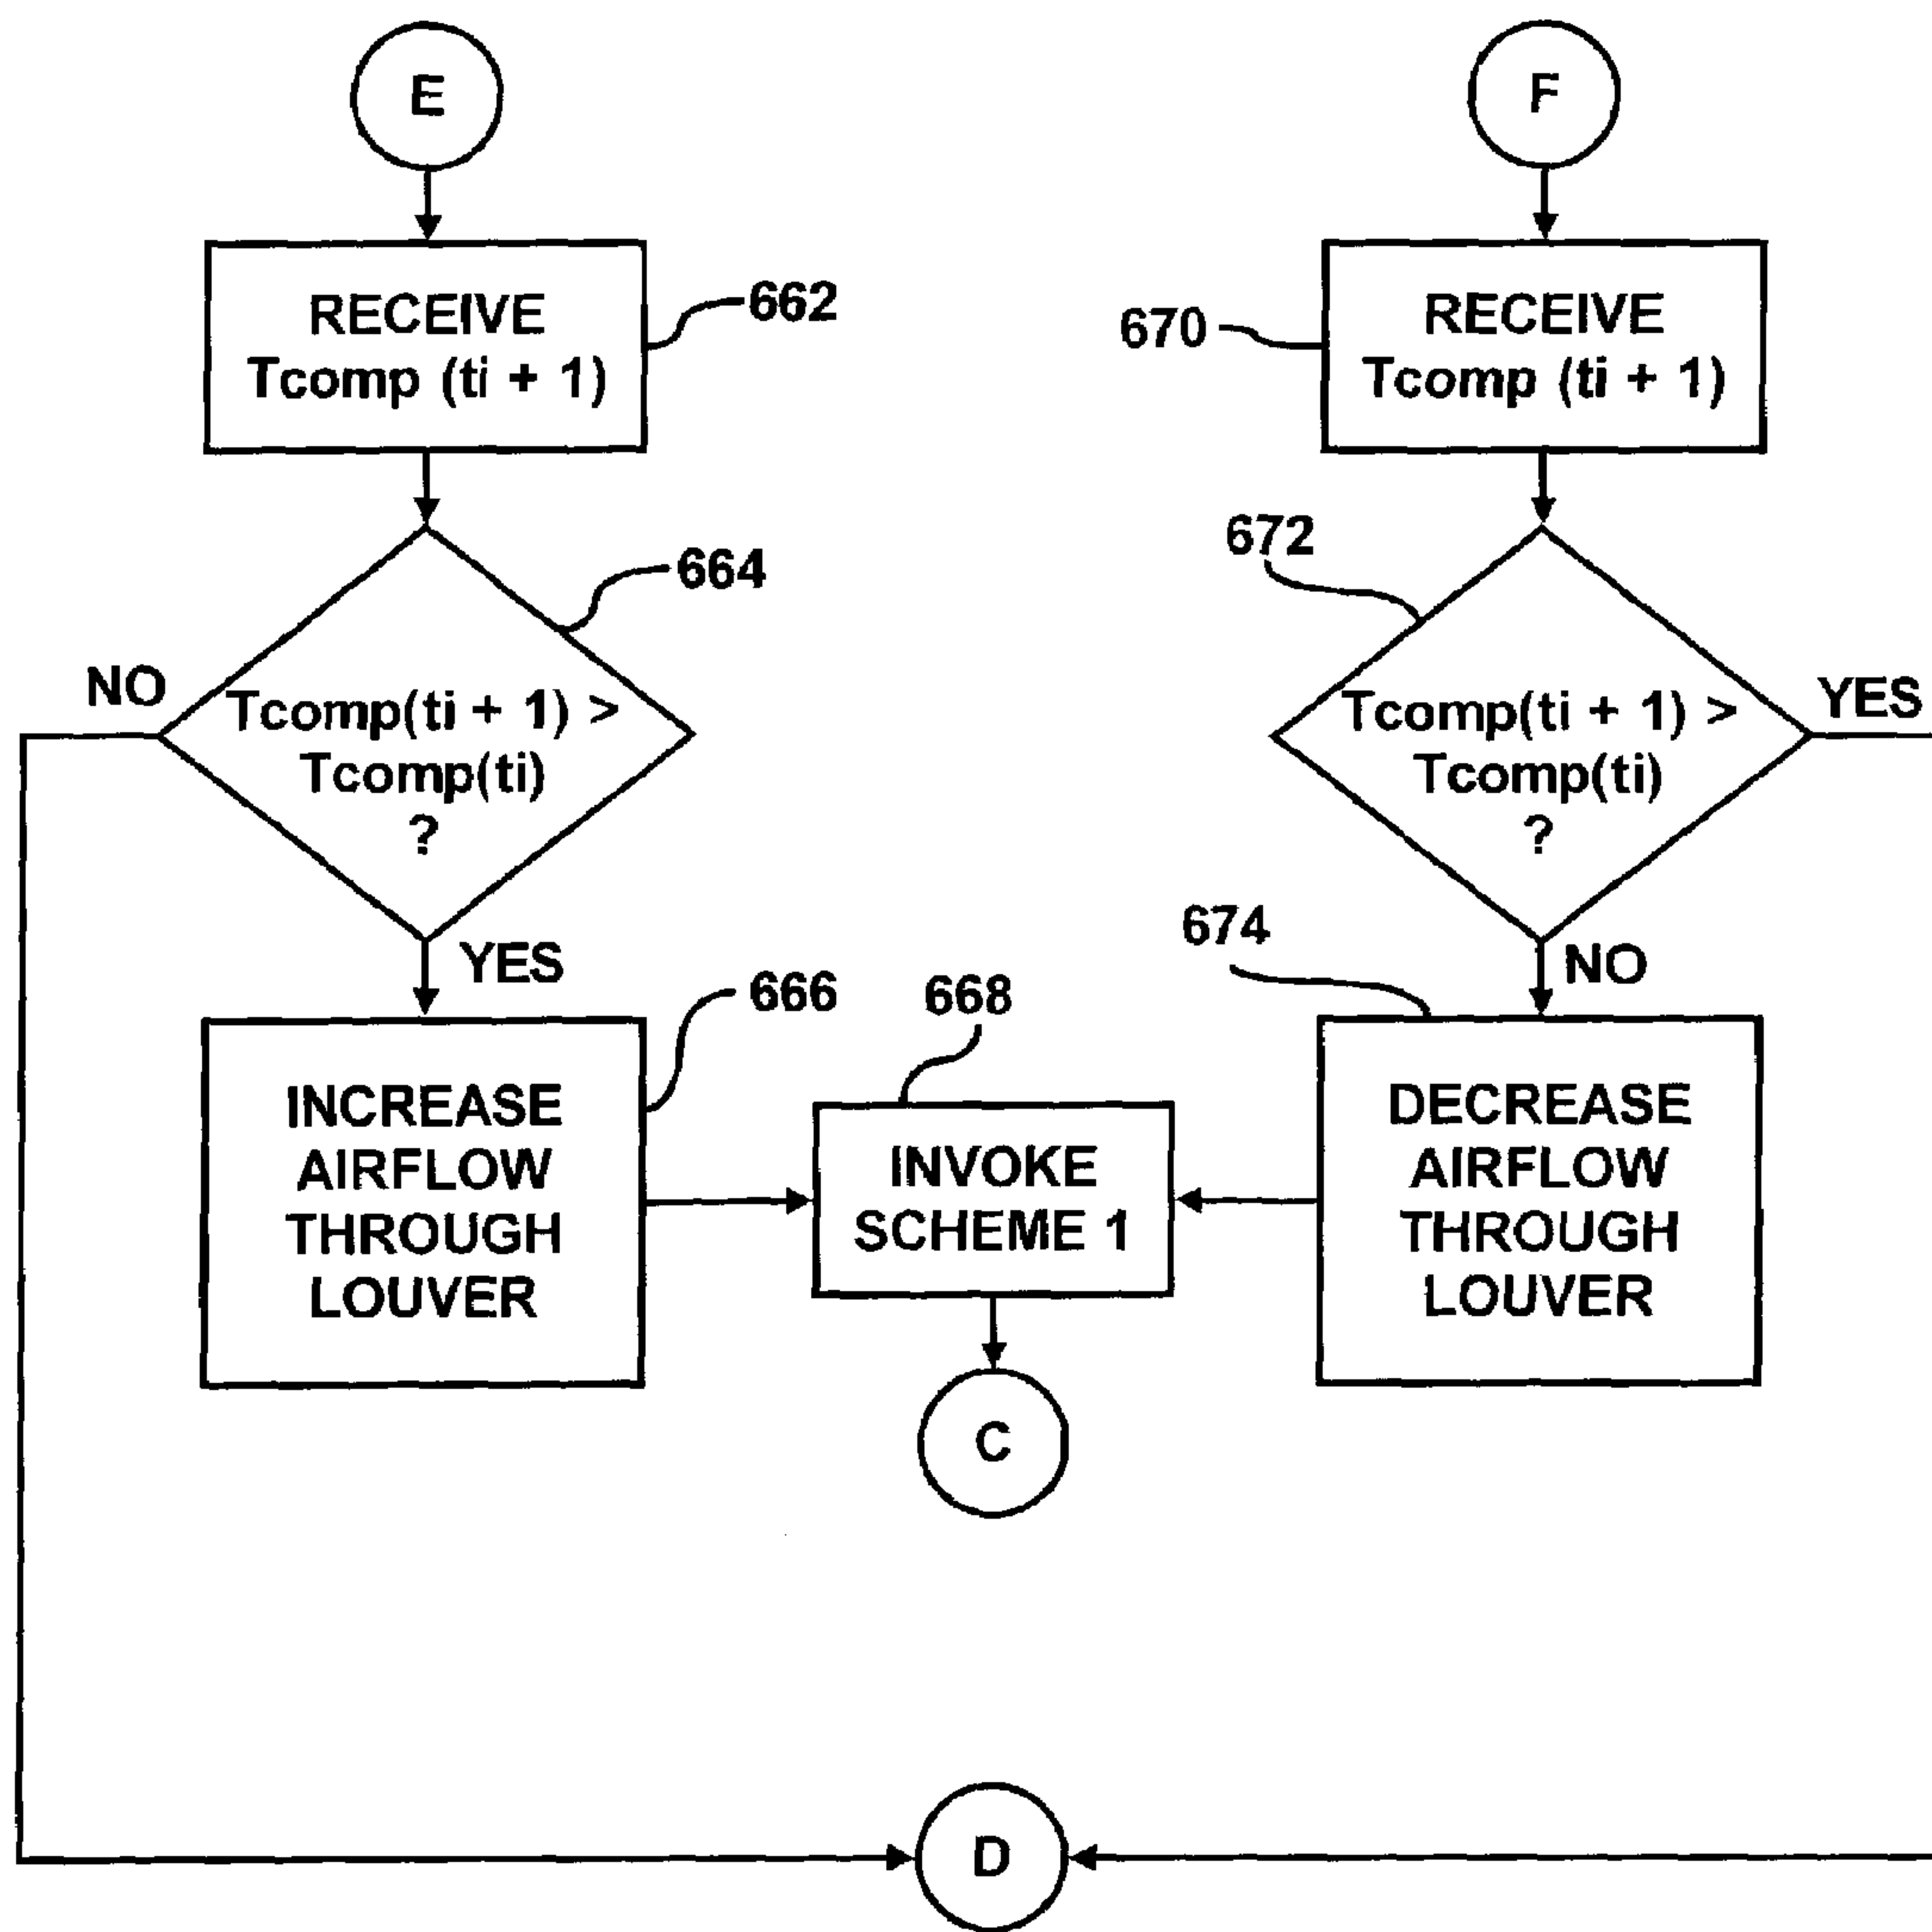 E
RECEIVE
Tcomp (ti + 1)
662
664
NO
Tcomp(ti + 1) >
Tcomp(ti)
?
YES
666
INCREASE
AIRFLOW
THROUGH
LOUVER
668
INVOKE
SCHEME 1
C
F
670
RECEIVE
Tcomp (ti + 1)
672
Tcomp(ti + 1) >
Tcomp(ti)
?
YES
NO
674
DECREASE
AIRFLOW
THROUGH
LOUVER
D